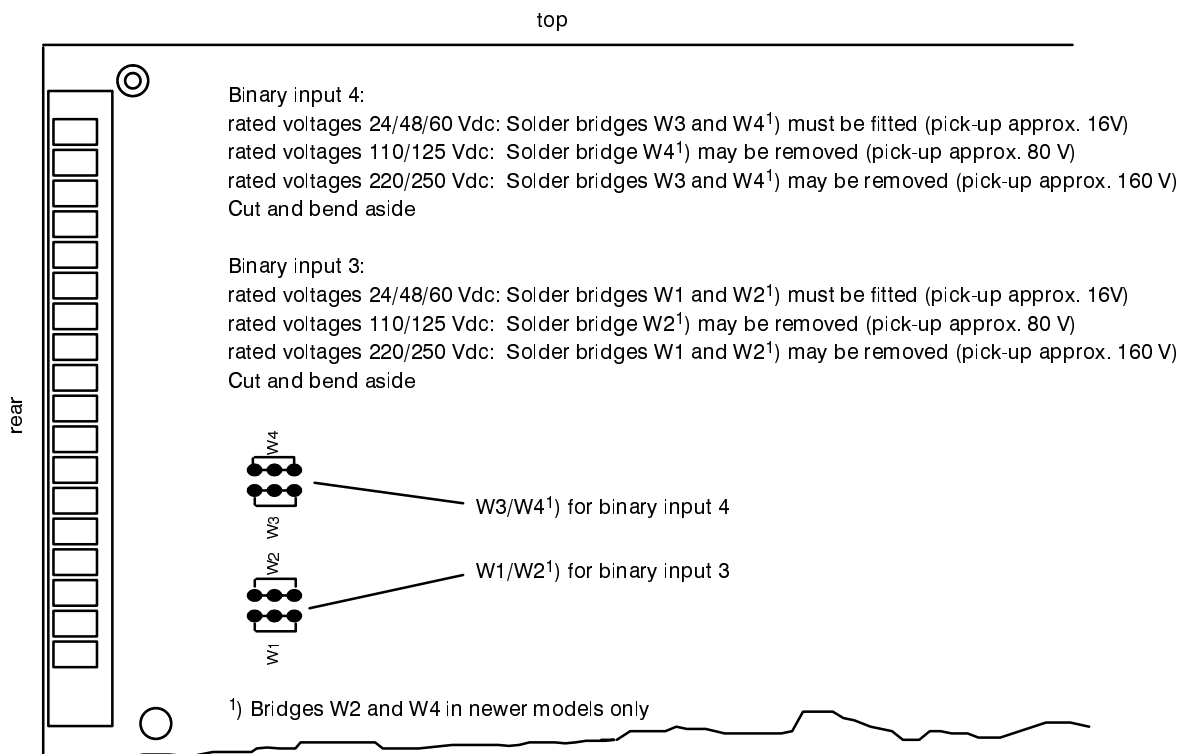 top
Binary input 4:
rated voltages 24/48/60 Vdc: Solder bridges W3 and W4¹) must be fitted (pick-up approx. 16V)
rated voltages 110/125 Vdc: Solder bridge W4¹) may be removed (pick-up approx. 80 V)
rated voltages 220/250 Vdc: Solder bridges W3 and W4¹) may be removed (pick-up approx. 160 V)
Cut and bend aside
Binary input 3:
rated voltages 24/48/60 Vdc: Solder bridges W1 and W2¹) must be fitted (pick-up approx. 16V)
rated voltages 110/125 Vdc: Solder bridge W2¹) may be removed (pick-up approx. 80 V)
rated voltages 220/250 Vdc: Solder bridges W1 and W2¹) may be removed (pick-up approx. 160 V)
Cut and bend aside
rear
W4
W3/W4¹) for binary input 4
W3
W2
W1/W2¹) for binary input 3
W1
¹) Bridges W2 and W4 in newer models only